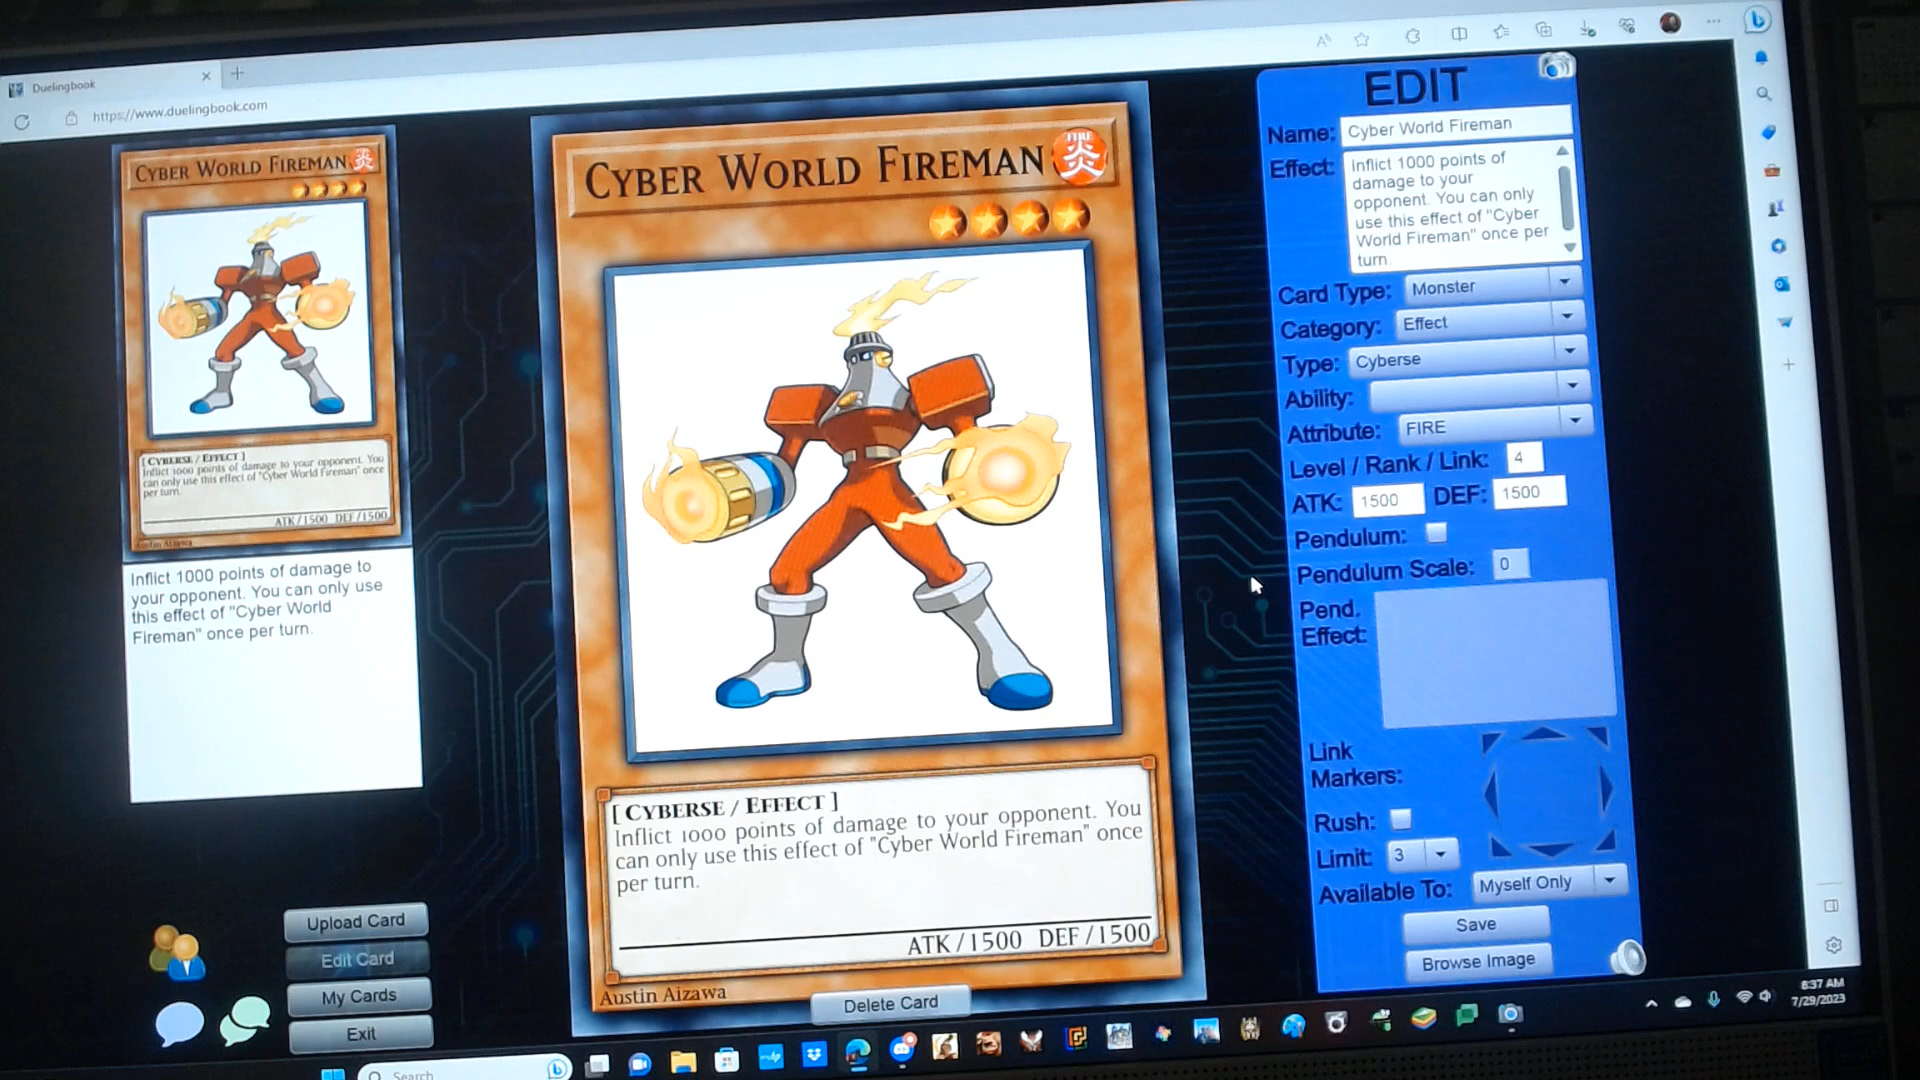 Duelingbook
https://www.duelingbook.com
CYBER WORLD FIREMAN
炎
[ CYBERSE / EFFECT ]
Inflict 1000 points of damage to your opponent. You
can only use this effect of "Cyber World Fireman" once
per turn.
ATK/1500 DEF/1500
Austin Aizawa
Inflict 1000 points of damage to
your opponent. You can only use
this effect of "Cyber World
Fireman" once per turn.
Upload Card
Edit Card
My Cards
Exit
CYBER WORLD FIREMAN
FIRE
炎
[ CYBERSE / EFFECT ]
Inflict 1000 points of damage to your opponent. You
can only use this effect of "Cyber World Fireman" once
per turn.
ATK/1500 DEF/1500
Austin Aizawa
Delete Card
EDIT
Name: Cyber World Fireman
Effect: Inflict 1000 points of
damage to your
opponent. You can only
use this effect of "Cyber
World Fireman" once per
turn.
Card Type: Monster
Category: Effect
Type: Cyberse
Ability:
Attribute: FIRE
Level / Rank / Link: 4
ATK: 1500 DEF: 1500
Pendulum:
Pendulum Scale: 0
Pend.
Effect:
Link
Markers:
Rush:
Limit: 3
Available To: Myself Only
Save
Browse Image
Search
8:37 AM
7/29/2023